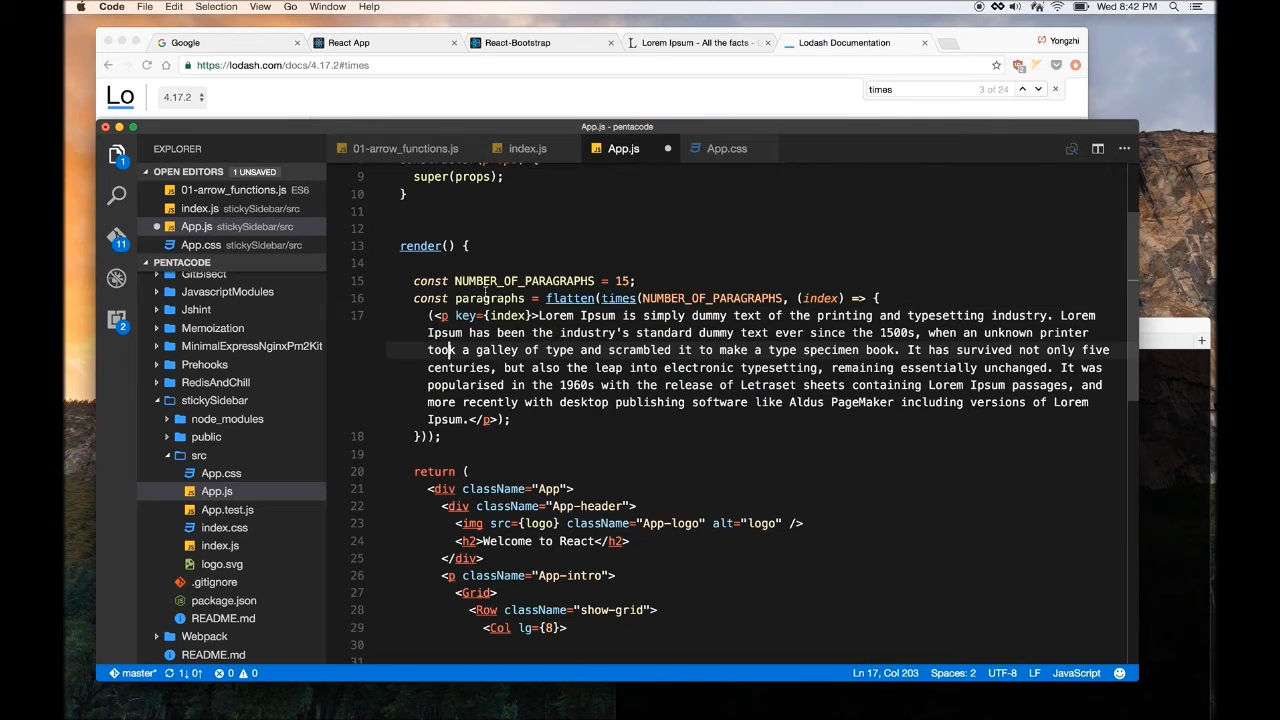 Code File Edit Selection View Go Window Help Wed 8:42 PM
Google React App React-Bootstrap Lorem Ipsum - All the facts - L Lodash Documentation Yongzhi
https://lodash.com/docs/4.17.2#times
Lo 4.17.2 times 3 of 24
App.js - pentacode
EXPLORER 01-arrow_functions.js index.js App.js App.css
OPEN EDITORS 1 UNSAVED
01-arrow_functions.js ES6
index.js stickySidebar/src
App.js stickySidebar/src
App.css stickySidebar/src
PENTACODE
GitBisect
JavascriptModules
Jshint
Memoization
MinimalExpressNginxPm2Kit
Prehooks
RedisAndChill
stickySidebar
node_modules
public
src
App.css
App.js
App.test.js
index.css
index.js
logo.svg
.gitignore
package.json
README.md
Webpack
README.md
1
11
2
9 super(props);
10 }
11
12
13 render() {
14
15 const NUMBER_OF_PARAGRAPHS = 15;
16 const paragraphs = flatten(times(NUMBER_OF_PARAGRAPHS, (index) => {
17 (<p key={index}>Lorem Ipsum is simply dummy text of the printing and typesetting industry. Lorem
Ipsum has been the industry's standard dummy text ever since the 1500s, when an unknown printer
took a galley of type and scrambled it to make a type specimen book. It has survived not only five
centuries, but also the leap into electronic typesetting, remaining essentially unchanged. It was
popularised in the 1960s with the release of Letraset sheets containing Lorem Ipsum passages, and
more recently with desktop publishing software like Aldus PageMaker including versions of Lorem
Ipsum.</p>);
18 }));
19
20 return (
21 <div className="App">
22 <div className="App-header">
23 <img src={logo} className="App-logo" alt="logo" />
24 <h2>Welcome to React</h2>
25 </div>
26 <p className="App-intro">
27 <Grid>
28 <Row className="show-grid">
29 <Col lg={8}>
30
31
master* 1↓ 0↑ 0 0 Ln 17, Col 203 Spaces: 2 UTF-8 LF JavaScript